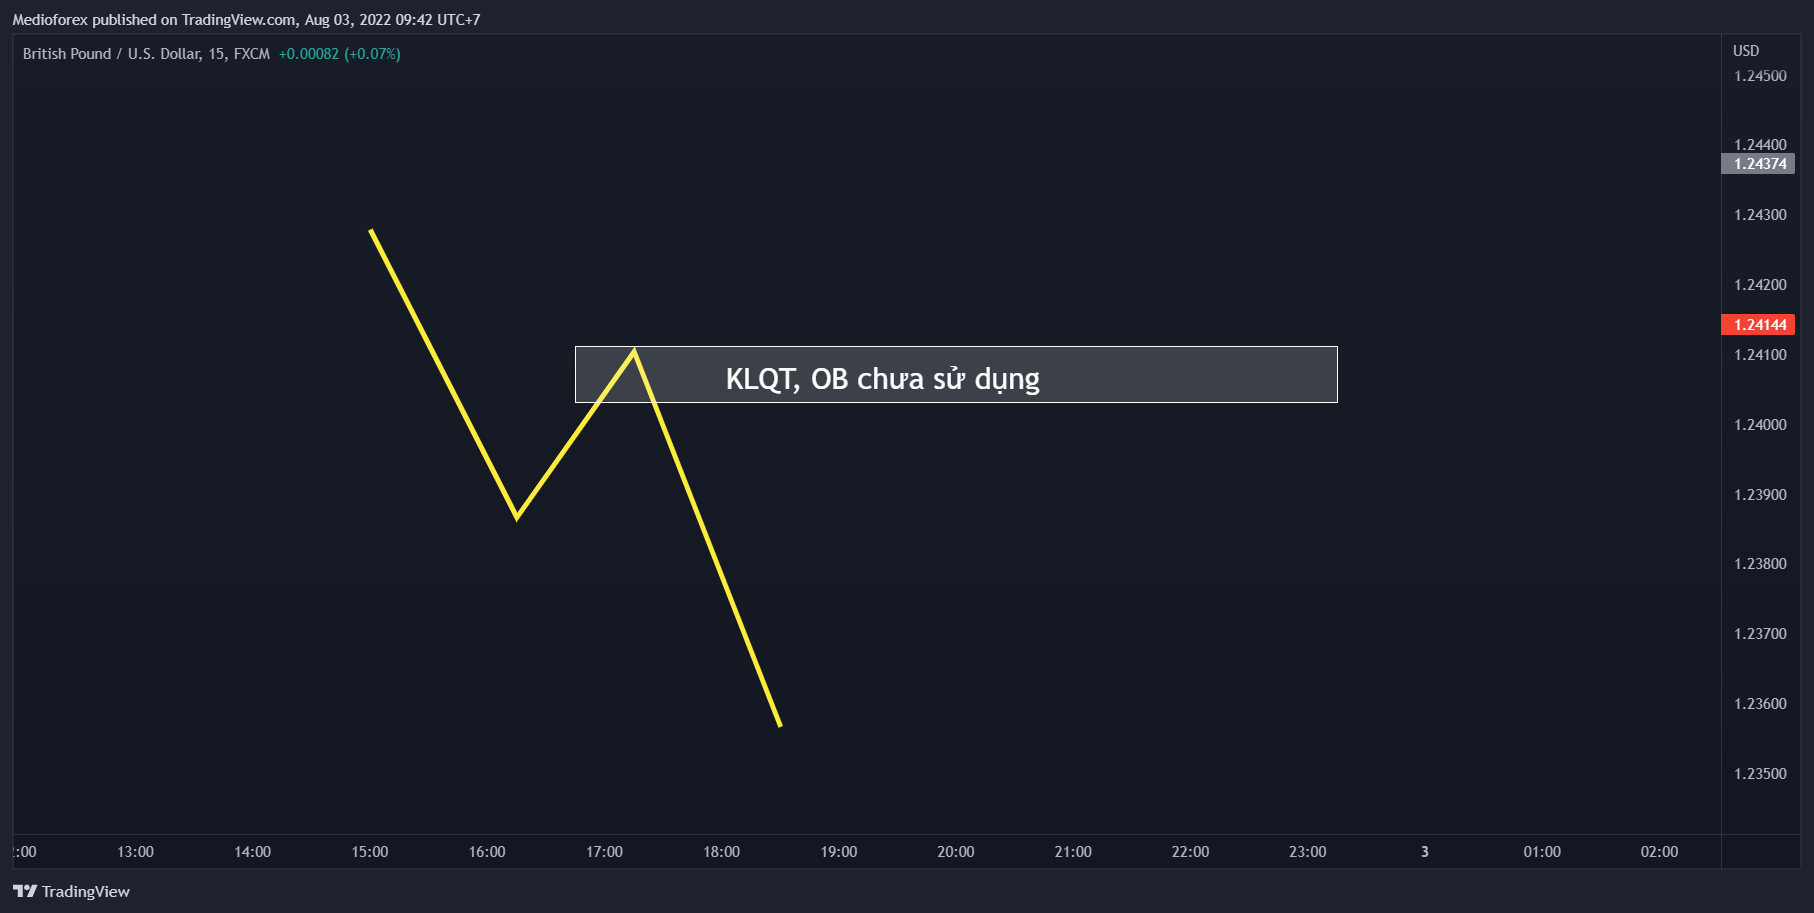 Medioforex published on TradingView.com, Aug 03, 2022 09:42 UTC+7
British Pound / U.S. Dollar, 15, FXCM +0.00082 (+0.07%)
USD
1.24500
1.24400
1.24374
1.24300
1.24200
1.24144
1.24100
KLQT, OB chưa sử dụng
1.24000
1.23900
1.23800
1.23700
1.23600
1.23500
:00 13:00 14:00 15:00 16:00 17:00 18:00 19:00 20:00 21:00 22:00 23:00 3 01:00 02:00
TradingView